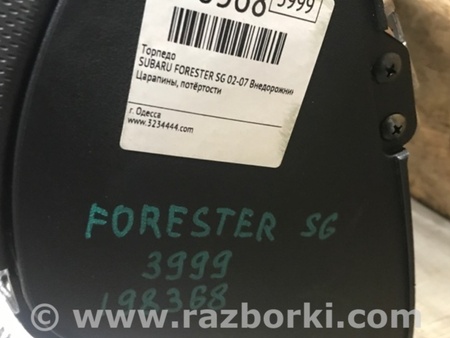 3999
Торпедо
SUBARU FORESTER SG 02-07 Внедорожник
Царапины, потёртости
г. Одесса
www.3234444.com
FORESTER SG
3999
198368
www.razborki.com